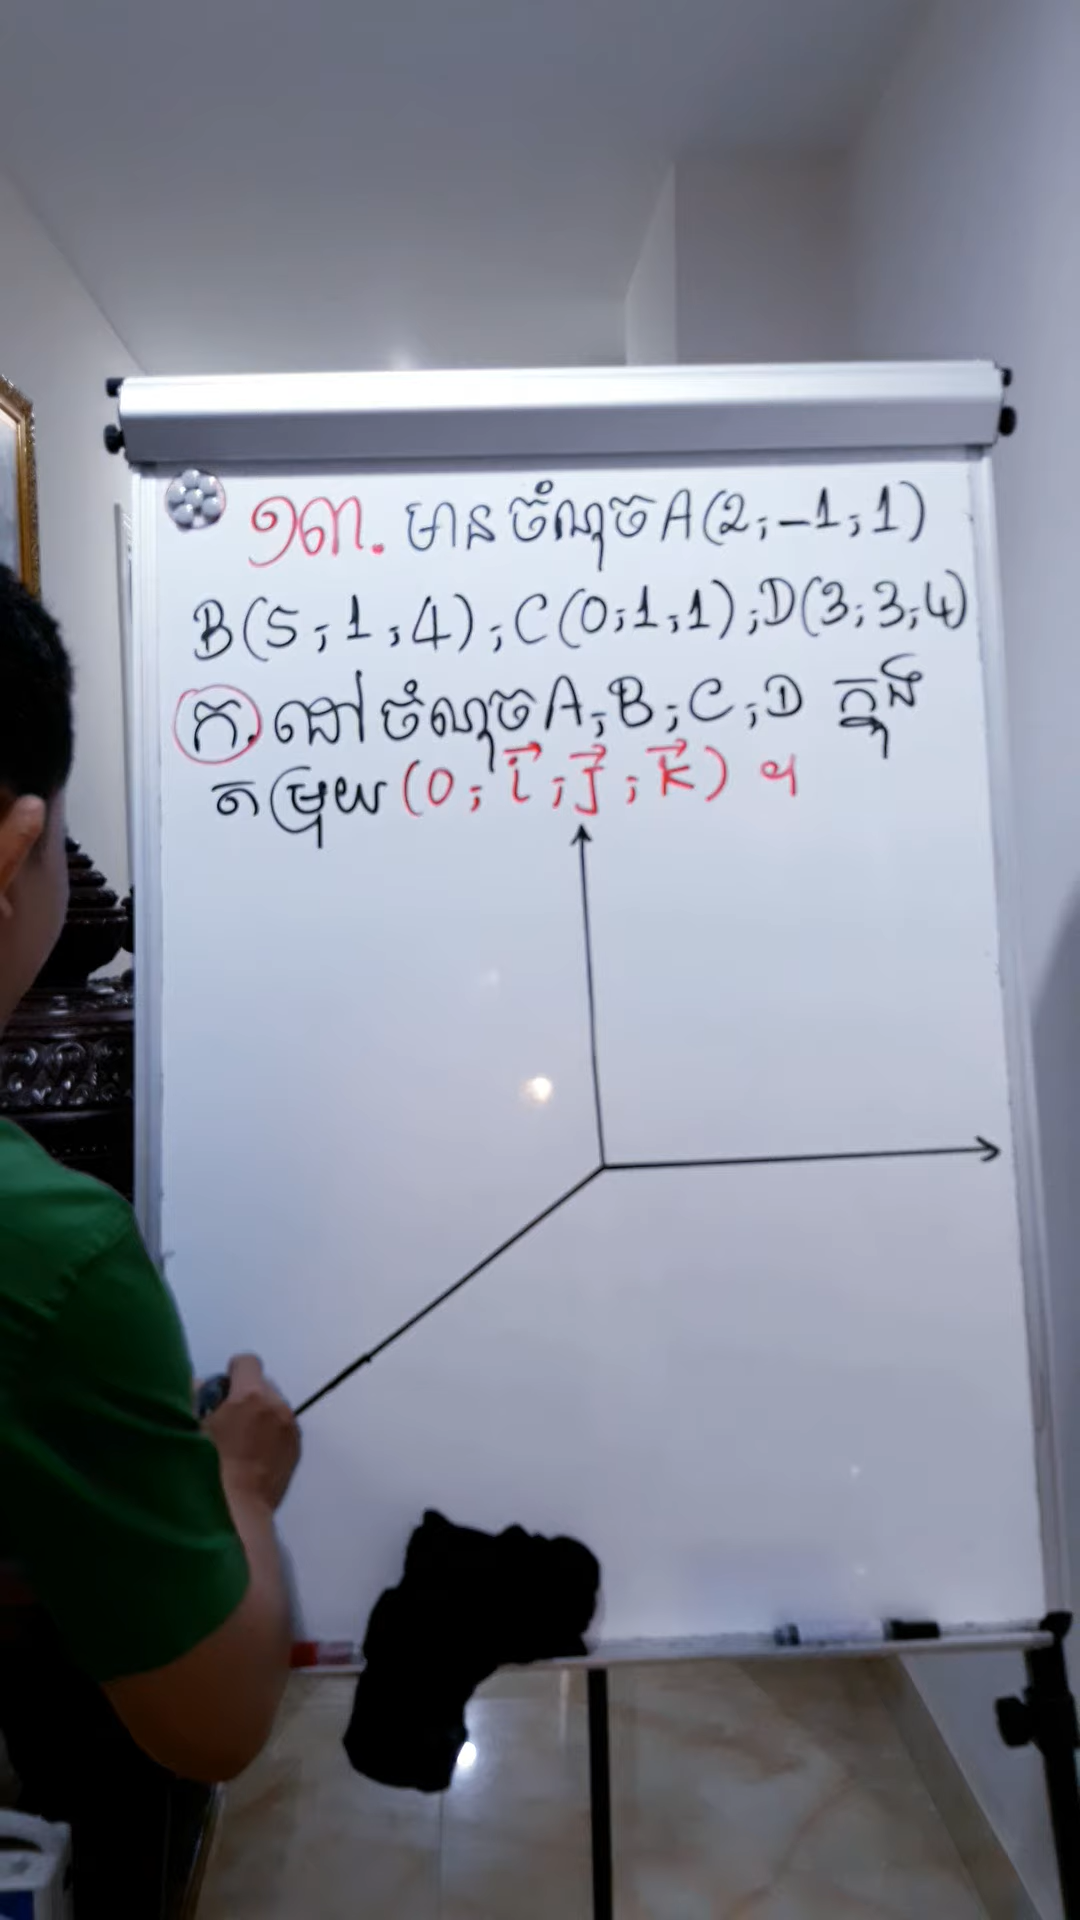 ១៣. មានចំណុច A(2;-1;1)
B(5;1;4);C(0;1;1);D(3;3;4)
ក. ដៅចំណុច A;B;C;D ក្នុង
តម្រុយ (0;i⃗;j⃗;k⃗) ។